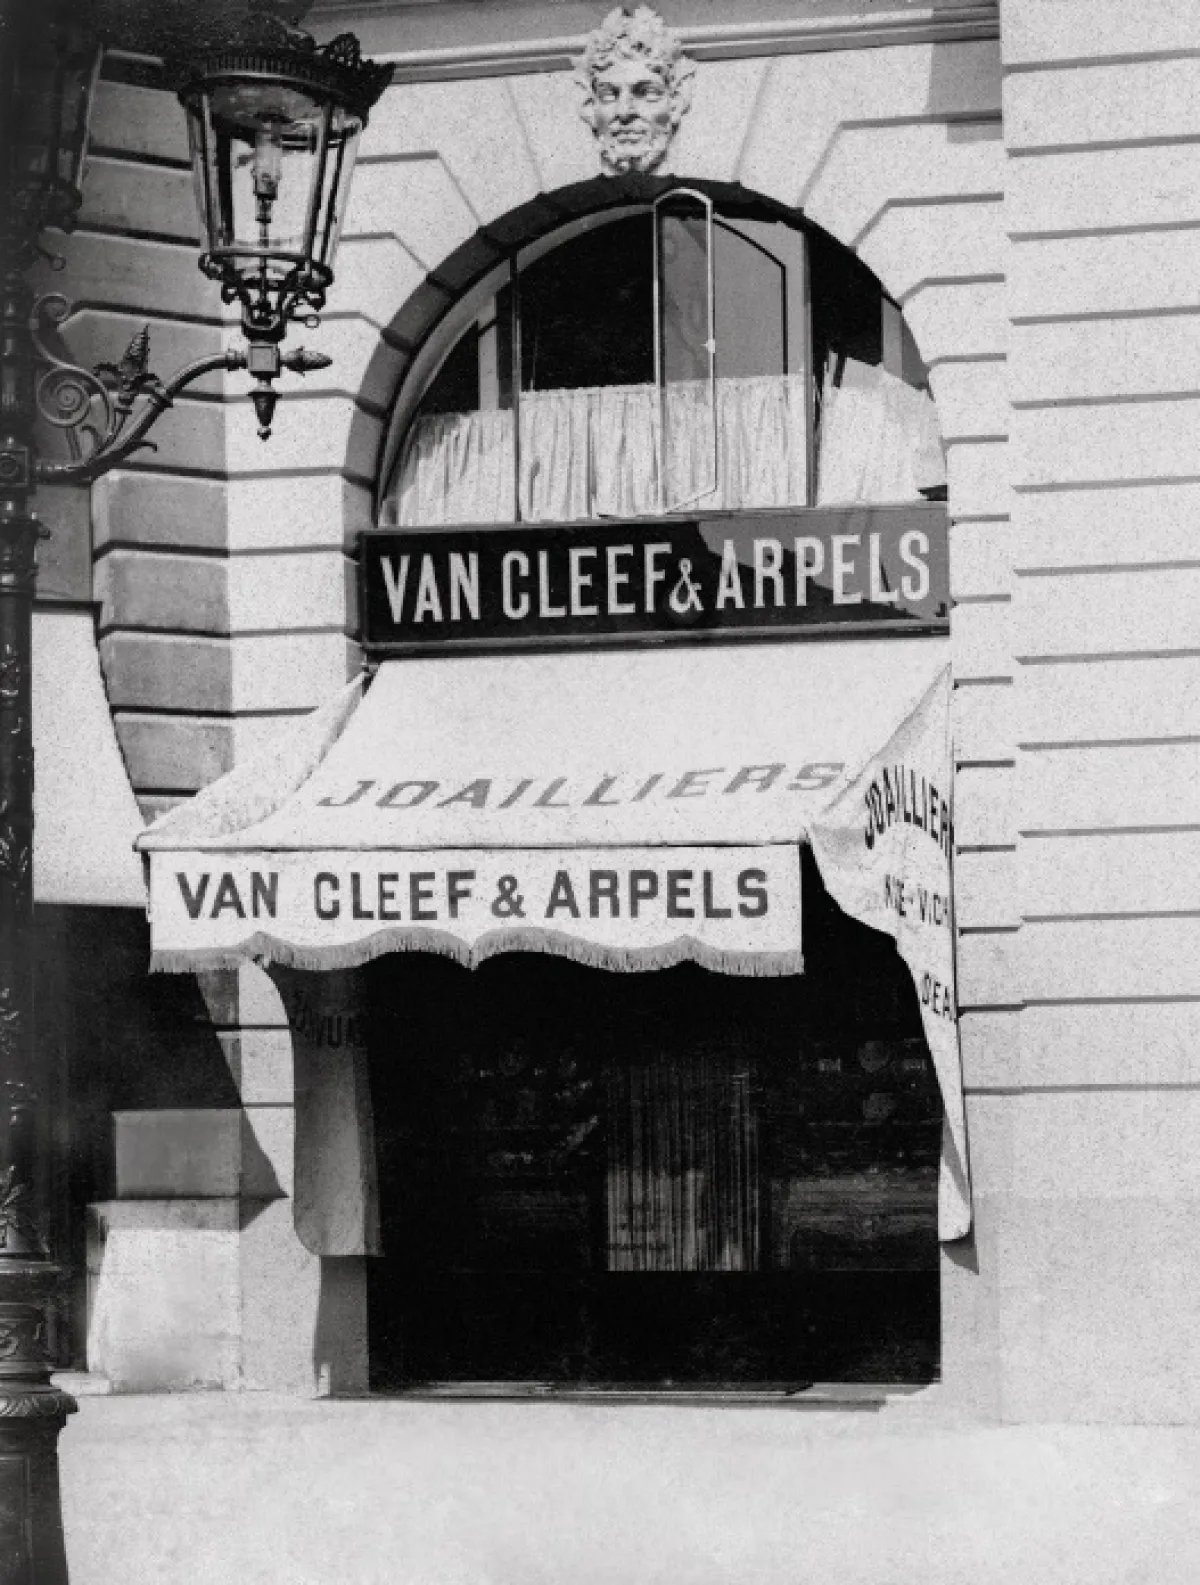 VAN CLEEF & ARPELS
JOAILLIERS
VAN CLEEF & ARPELS
JOAILLIER